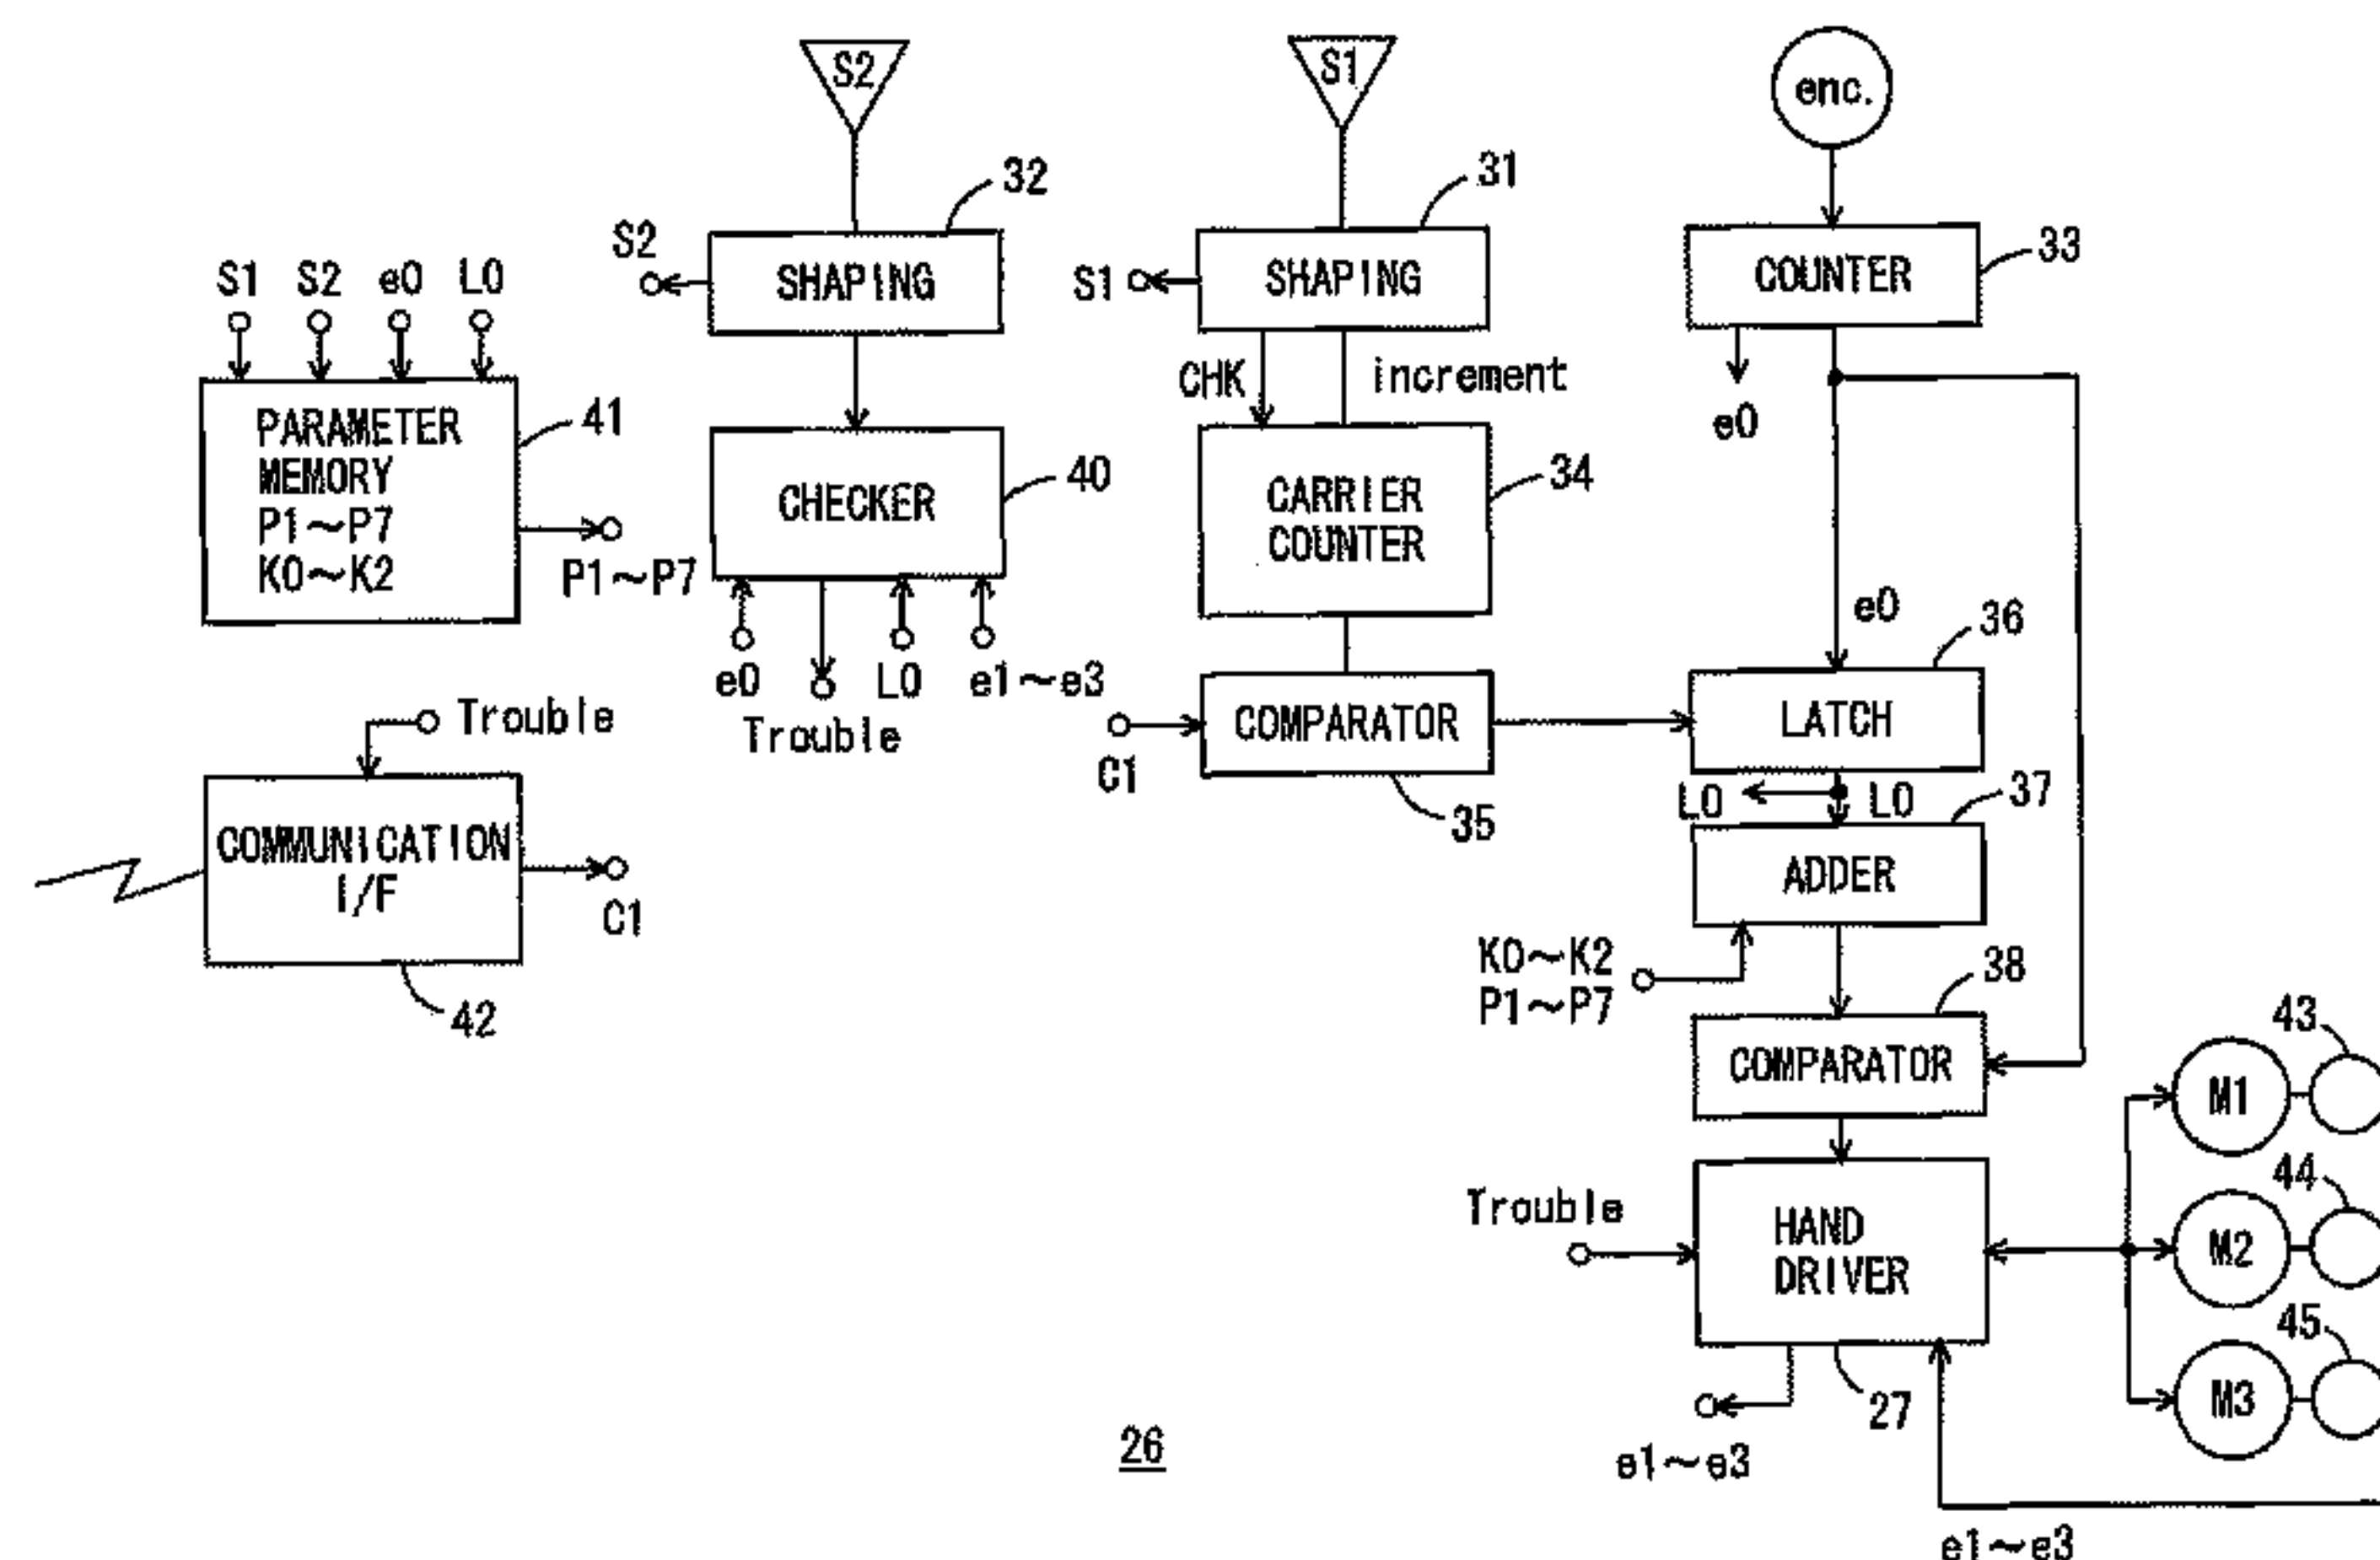 S2
S1
enc.
32
31
33
S2
S1
S2
e0
L0
SHAPING
S1
SHAPING
COUNTER
CHK
increment
e0
PARAMETER
MEMORY
P1~P7
K0~K2
41
P1~P7
CHECKER
40
CARRIER
COUNTER
34
e0
36
e0
Trouble
L0
e1~e3
Trouble
C1
COMPARATOR
35
LATCH
L0
L0
37
COMMUNICATION
I/F
C1
42
ADDER
K0~K2
P1~P7
38
COMPARATOR
43
M1
44
Trouble
HAND
DRIVER
M2
45
M3
27
e1~e3
26
e1~e3